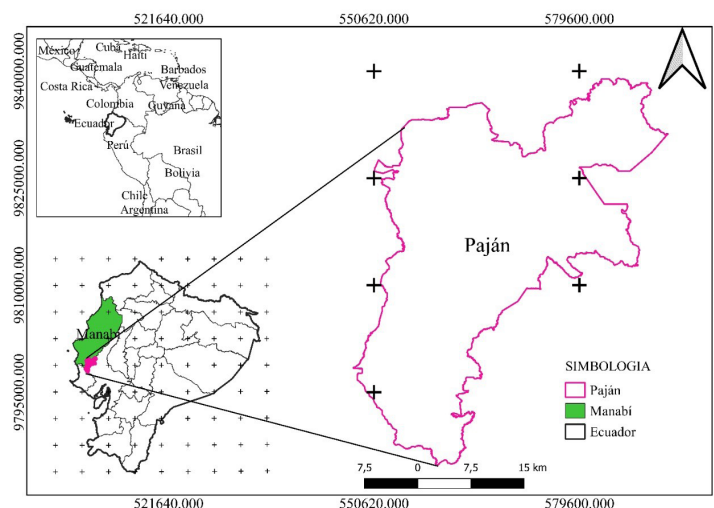 521640.000 550620.000 579600.000
9840000.000
9825000.000
9810000.000
9795000.000
México
Cuba
Haití
Guatemala
Barbados
Costa Rica
Venezuela
Colombia
Guyana
Ecuador
Perú
Brasil
Bolivia
Chile
Argentina
Manabí
Paján
SIMBOLOGIA
Paján
Manabí
Ecuador
7,5 0 7,5 15 km
521640.000 550620.000 579600.000